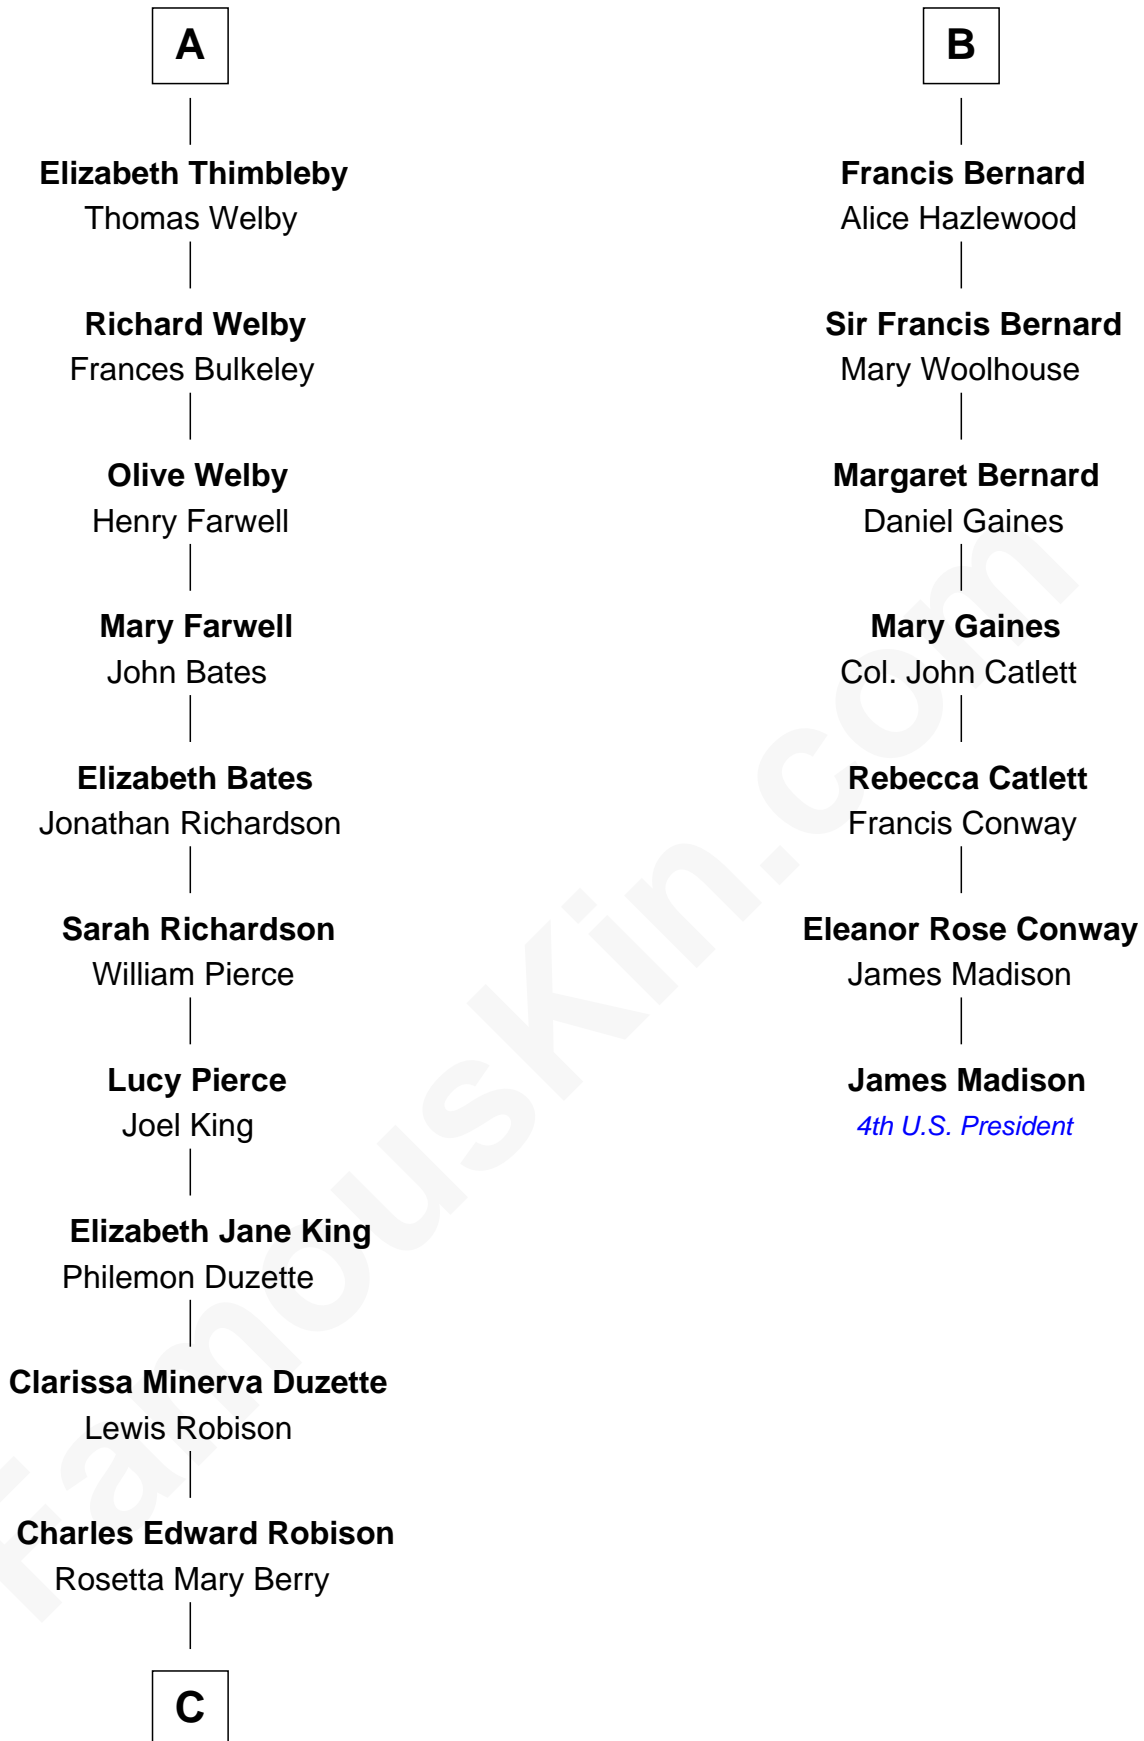 A
Elizabeth Thimbleby
Thomas Welby
Richard Welby
Frances Bulkeley
Olive Welby
Henry Farwell
Mary Farwell
John Bates
Elizabeth Bates
Jonathan Richardson
Sarah Richardson
William Pierce
Lucy Pierce
Joel King
Elizabeth Jane King
Philemon Duzette
Clarissa Minerva Duzette
Lewis Robison
Charles Edward Robison
Rosetta Mary Berry
C
B
Francis Bernard
Alice Hazlewood
Sir Francis Bernard
Mary Woolhouse
Margaret Bernard
Daniel Gaines
Mary Gaines
Col. John Catlett
Rebecca Catlett
Francis Conway
Eleanor Rose Conway
James Madison
James Madison
4th U.S. President
FamousKin.com